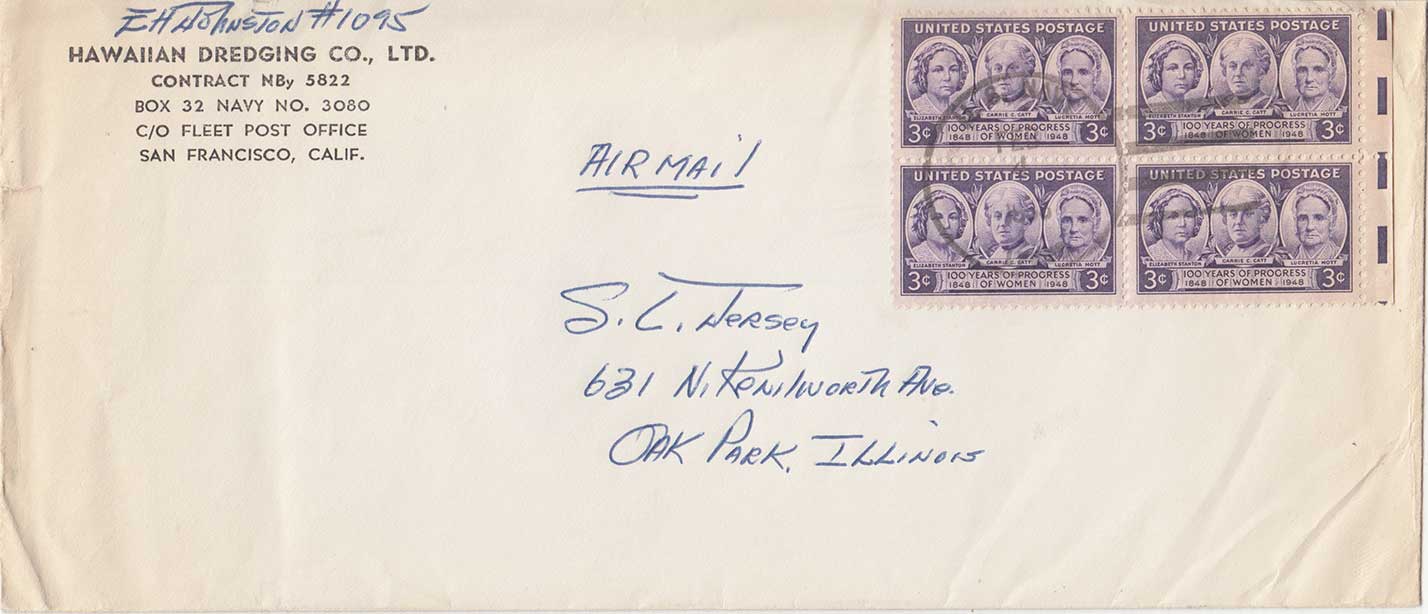 EH Johnston #1095
HAWAIIAN DREDGING CO., LTD.
CONTRACT NBy 5822
BOX 32 NAVY NO. 3080
C/O FLEET POST OFFICE
SAN FRANCISCO, CALIF.
UNITED STATES POSTAGE
ELIZABETH STANTON CARRIE C. CATT LUCRETIA MOTT
3¢ 100 YEARS OF PROGRESS 3¢
1848 OF WOMEN 1948
UNITED STATES POSTAGE
ELIZABETH STANTON CARRIE C. CATT LUCRETIA MOTT
3¢ 100 YEARS OF PROGRESS 3¢
1848 OF WOMEN 1948
UNITED STATES POSTAGE
ELIZABETH STANTON CARRIE C. CATT LUCRETIA MOTT
3¢ 100 YEARS OF PROGRESS 3¢
1848 OF WOMEN 1948
UNITED STATES POSTAGE
ELIZABETH STANTON CARRIE C. CATT LUCRETIA MOTT
3¢ 100 YEARS OF PROGRESS 3¢
1848 OF WOMEN 1948
AIR MAIL
S. L. Jersey
631 N. Kenilworth Ave.
OAK PARK, ILLINOIS